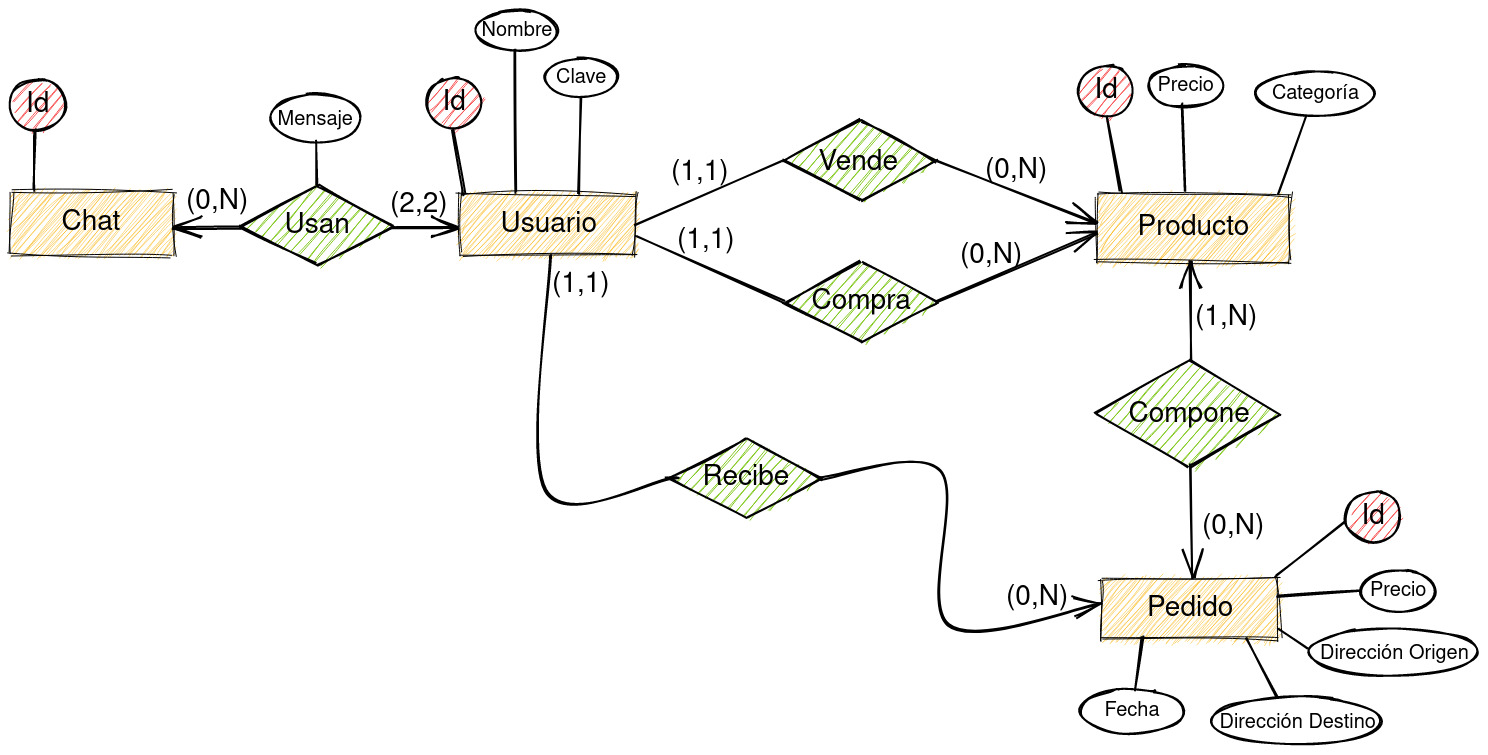 Nombre
Clave
Id
Mensaje
Id
Id
Precio
Categoría
Chat
(0,N)
Usan
(2,2)
Usuario
(1,1)
Vende
(0,N)
Producto
(1,1)
Compra
(0,N)
(1,1)
(1,N)
Compone
Recibe
(0,N)
(0,N)
Id
Precio
Pedido
Dirección Origen
Fecha
Dirección Destino